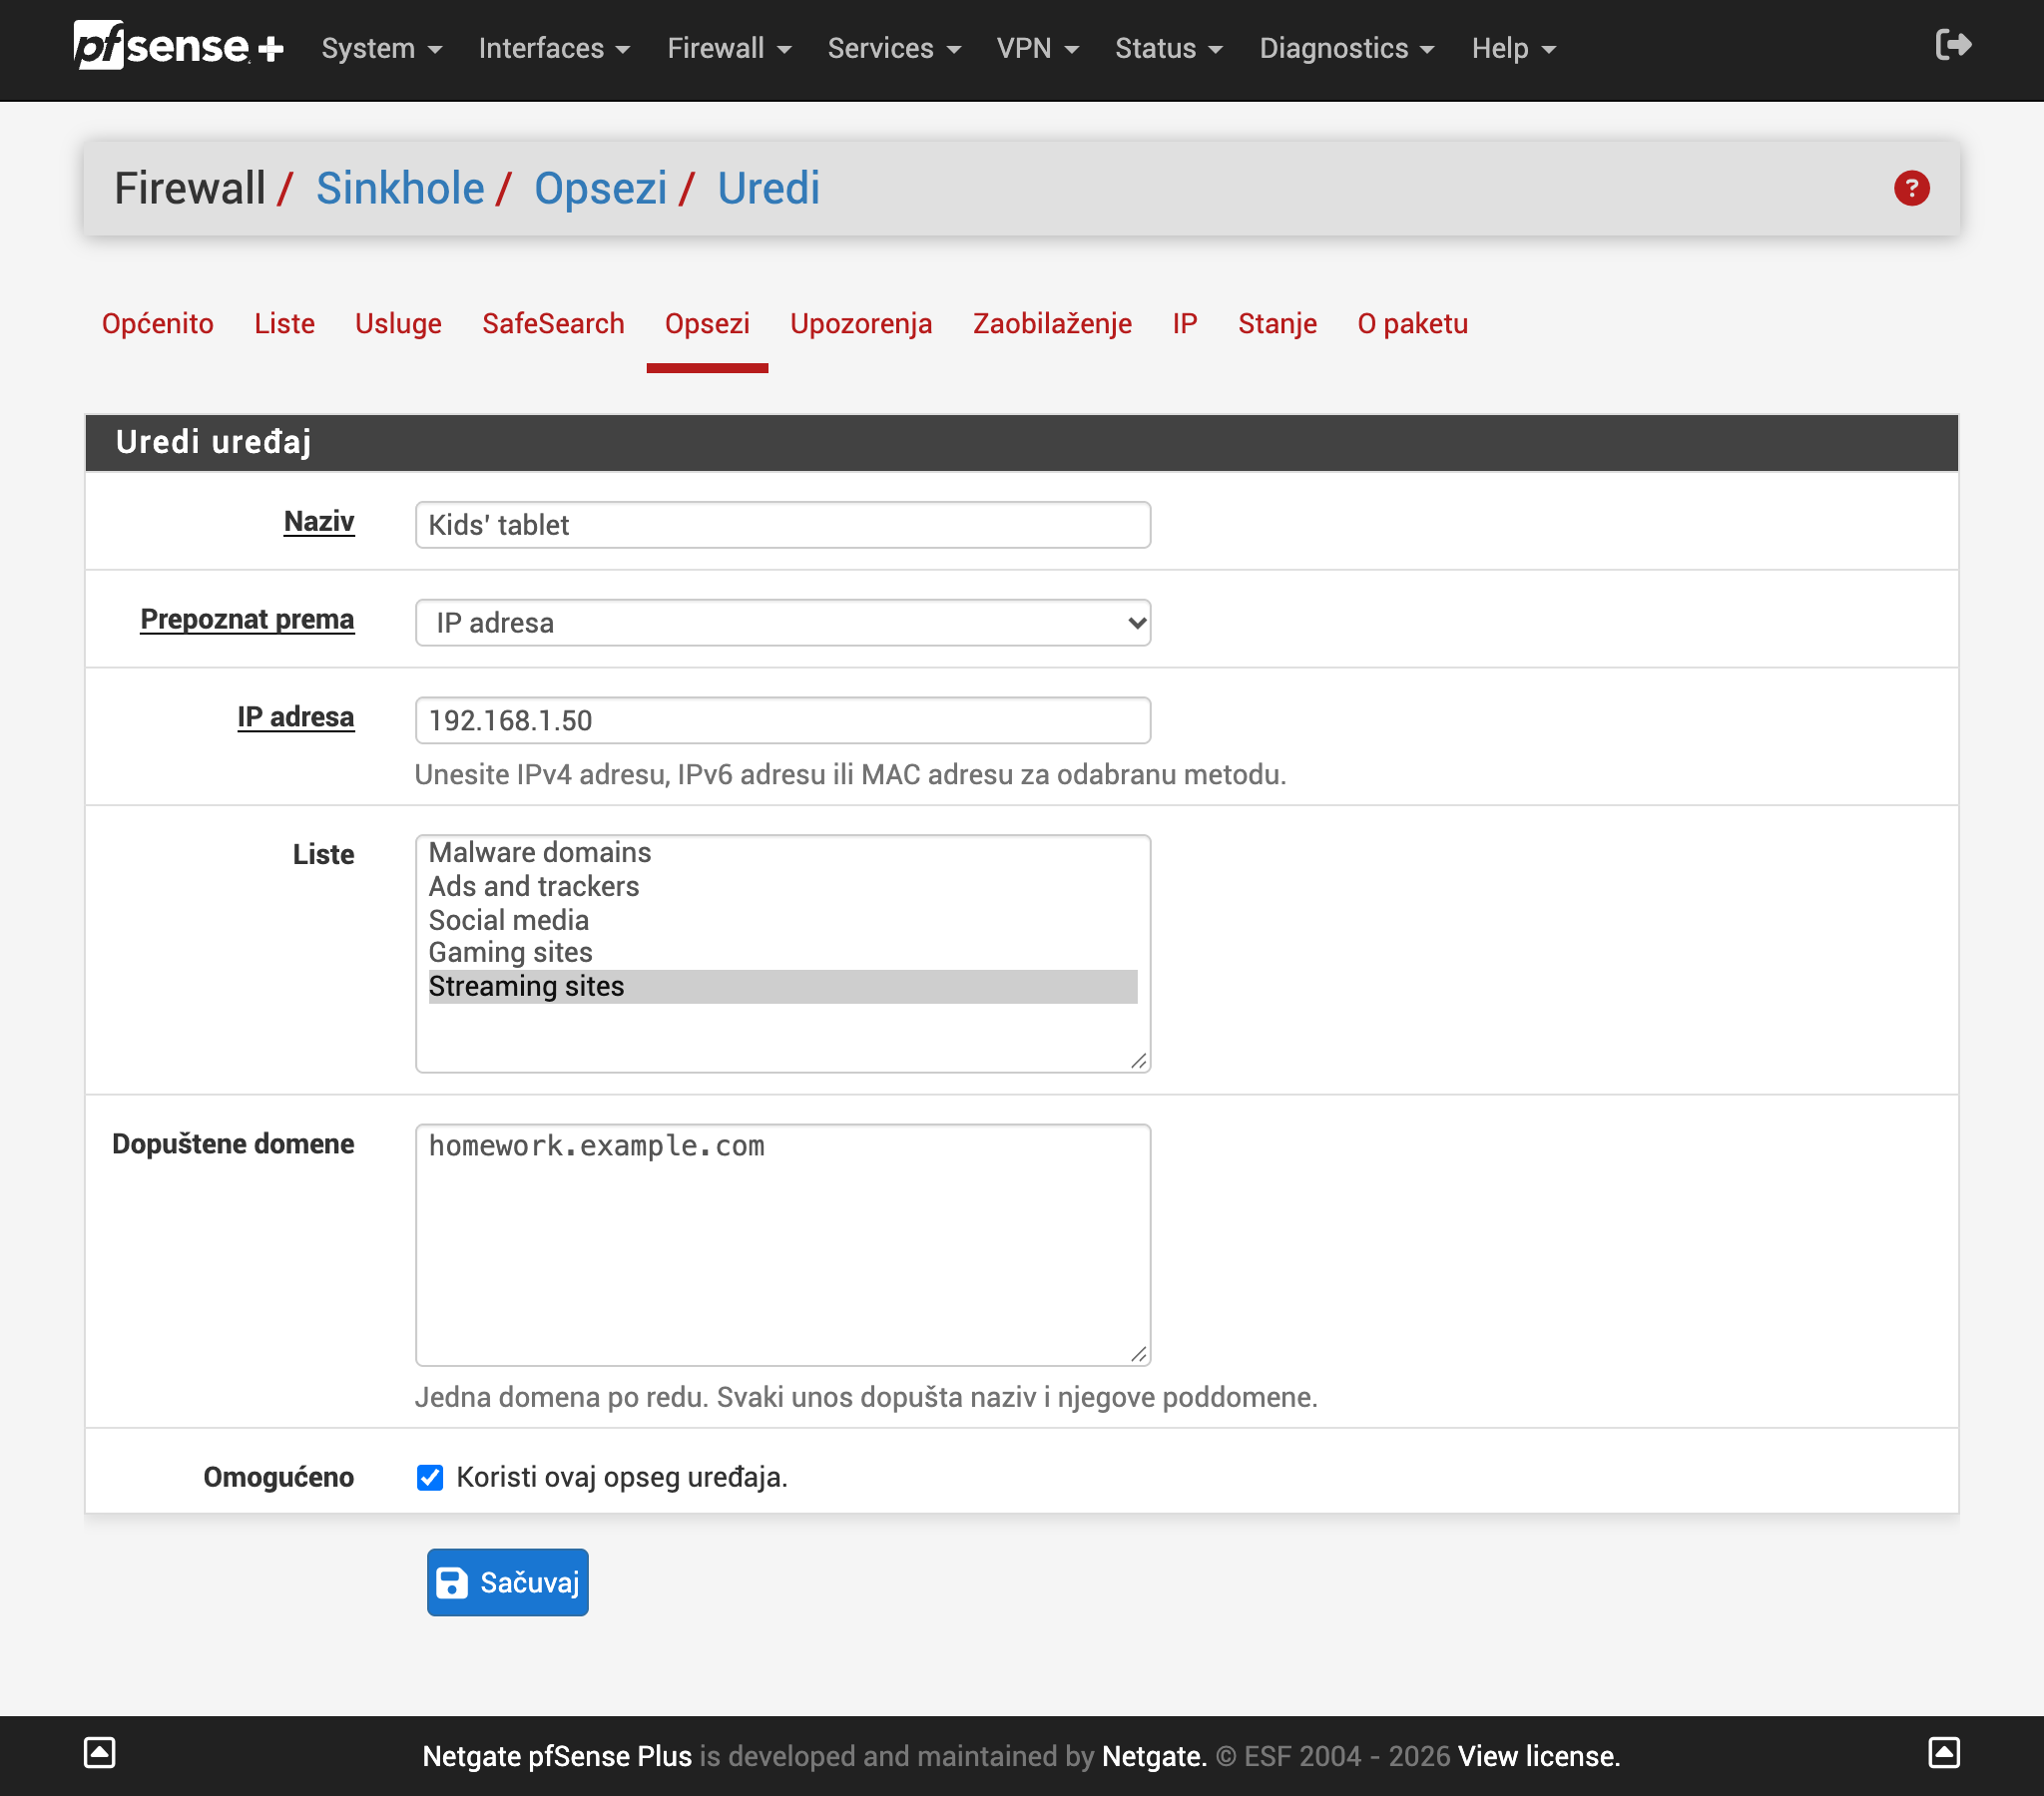 pfsense + System Interfaces Firewall Services VPN Status Diagnostics Help
Firewall / Sinkhole / Opsezi / Uredi
Općenito Liste Usluge SafeSearch Opsezi Upozorenja Zaobilaženje IP Stanje O paketu
Uredi uređaj
Naziv Kids' tablet
Prepoznat prema IP adresa
IP adresa 192.168.1.50
Unesite IPv4 adresu, IPv6 adresu ili MAC adresu za odabranu metodu.
Liste Malware domains
Ads and trackers
Social media
Gaming sites
Streaming sites
Dopuštene domene homework.example.com
Jedna domena po redu. Svaki unos dopušta naziv i njegove poddomene.
Omogućeno Koristi ovaj opseg uređaja.
Sačuvaj
Netgate pfSense Plus is developed and maintained by Netgate. © ESF 2004 - 2026 View license.